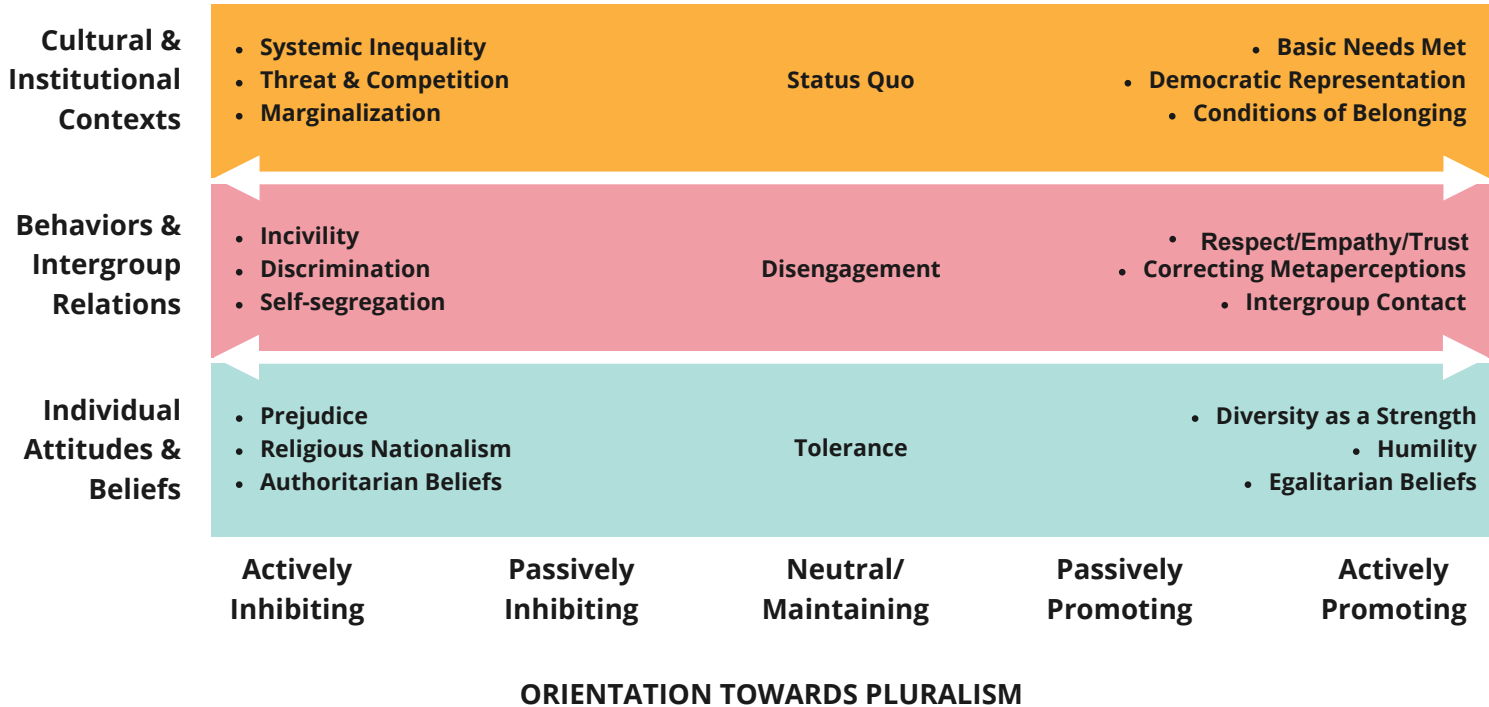 Cultural &
Institutional
Contexts
• Systemic Inequality
• Threat & Competition
• Marginalization
Status Quo
• Basic Needs Met
• Democratic Representation
• Conditions of Belonging
Behaviors &
Intergroup
Relations
• Incivility
• Discrimination
• Self-segregation
Disengagement
• Respect/Empathy/Trust
• Correcting Metaperceptions
• Intergroup Contact
Individual
Attitudes &
Beliefs
• Prejudice
• Religious Nationalism
• Authoritarian Beliefs
Tolerance
• Diversity as a Strength
• Humility
• Egalitarian Beliefs
Actively
Inhibiting
Passively
Inhibiting
Neutral/
Maintaining
Passively
Promoting
Actively
Promoting
ORIENTATION TOWARDS PLURALISM